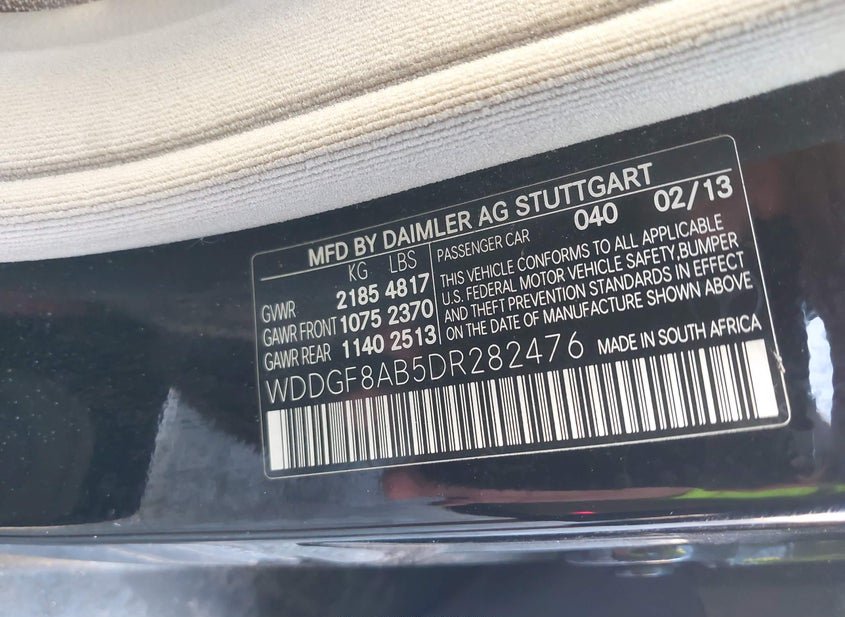 MFD BY DAIMLER AG STUTTGART
KG LBS
GVWR 2185 4817
GAWR FRONT 1075 2370
GAWR REAR 1140 2513
PASSENGER CAR 040 02/13
THIS VEHICLE CONFORMS TO ALL APPLICABLE
U.S. FEDERAL MOTOR VEHICLE SAFETY,BUMPER
AND THEFT PREVENTION STANDARDS IN EFFECT
ON THE DATE OF MANUFACTURE SHOWN ABOVE
WDDGF8AB5DR282476 MADE IN SOUTH AFRICA